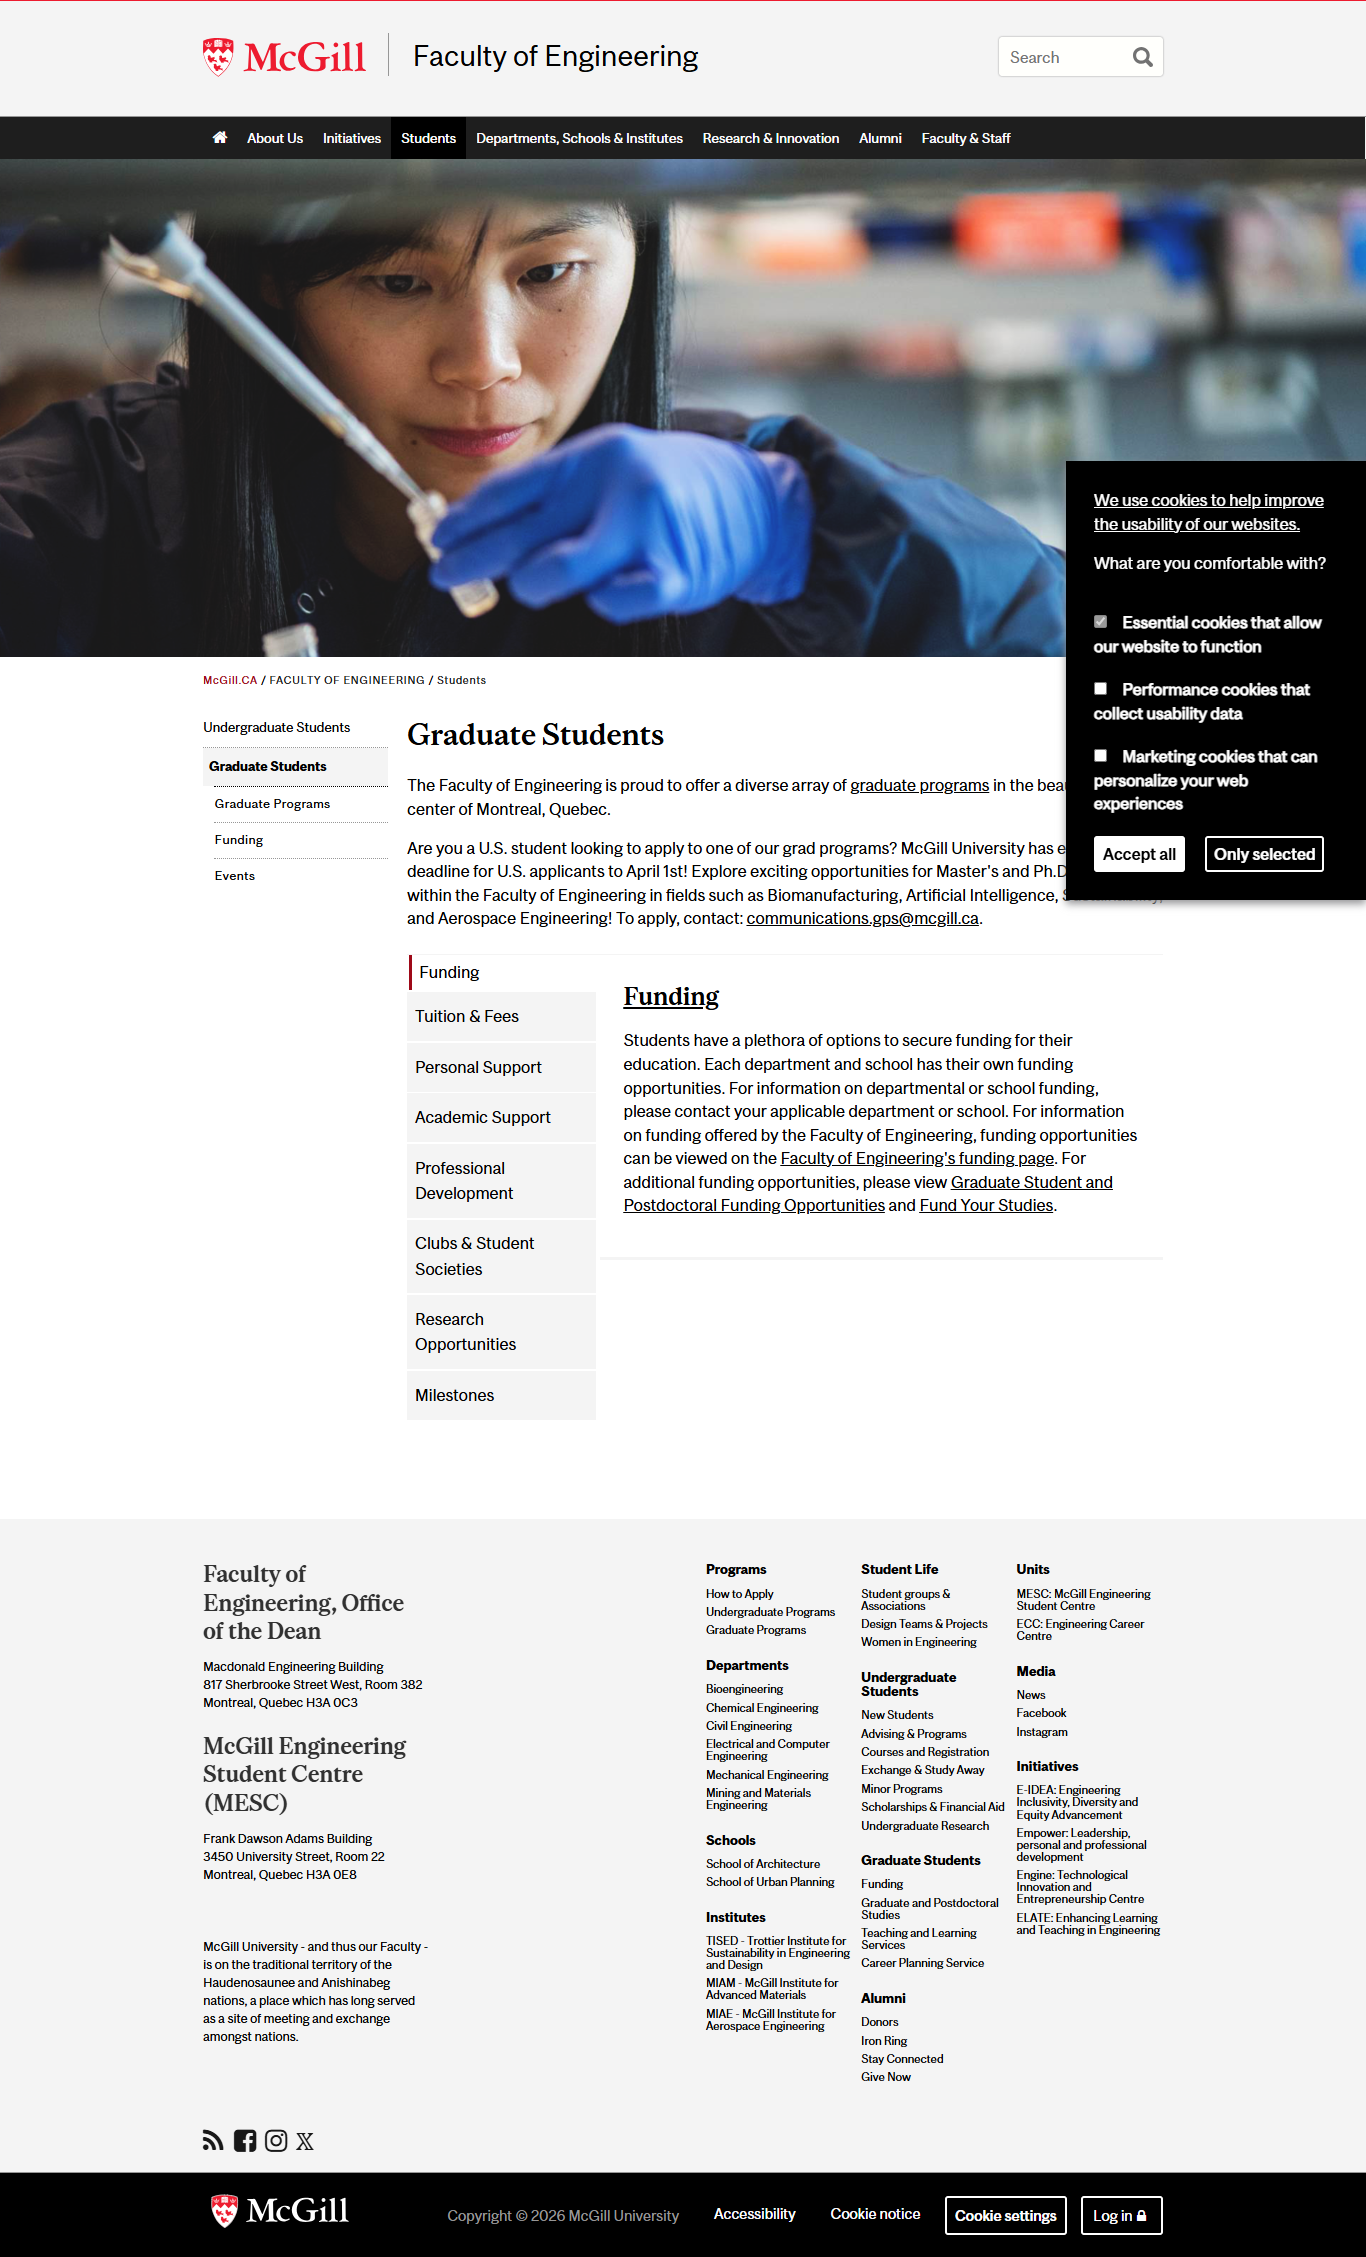 McGill
Faculty of Engineering
Search
About Us
Initiatives
Students
Departments, Schools & Institutes
Research & Innovation
Alumni
Faculty & Staff
We use cookies to help improve
the usability of our websites.
What are you comfortable with?
Essential cookies that allow
our website to function
Performance cookies that
collect usability data
Marketing cookies that can
personalize your web
experiences
Accept all
Only selected
McGill.CA / FACULTY OF ENGINEERING / Students
Undergraduate Students
Graduate Students
Graduate Programs
Funding
Events
Graduate Students
The Faculty of Engineering is proud to offer a diverse array of graduate programs in the
center of Montreal, Quebec.
Are you a U.S. student looking to apply to one of our grad programs? McGill University has
deadline for U.S. applicants to April 1st! Explore exciting opportunities for Master's and Ph.D
within the Faculty of Engineering in fields such as Biomanufacturing, Artificial Intelligence,
and Aerospace Engineering! To apply, contact: communications.gps@mcgill.ca.
Funding
Tuition & Fees
Personal Support
Academic Support
Professional
Development
Clubs & Student
Societies
Research
Opportunities
Milestones
Funding
Students have a plethora of options to secure funding for their
education. Each department and school has their own funding
opportunities. For information on departmental or school funding,
please contact your applicable department or school. For information
on funding offered by the Faculty of Engineering, funding opportunities
can be viewed on the Faculty of Engineering's funding page. For
additional funding opportunities, please view Graduate Student and
Postdoctoral Funding Opportunities and Fund Your Studies.
Faculty of
Engineering, Office
of the Dean
Macdonald Engineering Building
817 Sherbrooke Street West, Room 382
Montreal, Quebec H3A 0C3
McGill Engineering
Student Centre
(MESC)
Frank Dawson Adams Building
3450 University Street, Room 22
Montreal, Quebec H3A 0E8
McGill University - and thus our Faculty -
is on the traditional territory of the
Haudenosaunee and Anishinabeg
nations, a place which has long served
as a site of meeting and exchange
amongst nations.
Programs
How to Apply
Undergraduate Programs
Graduate Programs
Departments
Bioengineering
Chemical Engineering
Civil Engineering
Electrical and Computer
Engineering
Mechanical Engineering
Mining and Materials
Engineering
Schools
School of Architecture
School of Urban Planning
Institutes
TISED - Trottier Institute for
Sustainability in Engineering
and Design
MIAM - McGill Institute for
Advanced Materials
MIAE - McGill Institute for
Aerospace Engineering
Student Life
Student groups &
Associations
Design Teams & Projects
Women in Engineering
Undergraduate
Students
New Students
Advising & Programs
Courses and Registration
Exchange & Study Away
Minor Programs
Scholarships & Financial Aid
Undergraduate Research
Graduate Students
Funding
Graduate and Postdoctoral
Studies
Teaching and Learning
Services
Career Planning Service
Alumni
Donors
Iron Ring
Stay Connected
Give Now
Units
MESC: McGill Engineering
Student Centre
ECC: Engineering Career
Centre
Media
News
Facebook
Instagram
Initiatives
E-IDEA: Engineering
Inclusivity, Diversity and
Equity Advancement
Empower: Leadership,
personal and professional
development
Engine: Technological
Innovation and
Entrepreneurship Centre
ELATE: Enhancing Learning
and Teaching in Engineering
McGill
Copyright © 2026 McGill University
Accessibility
Cookie notice
Cookie settings
Log in